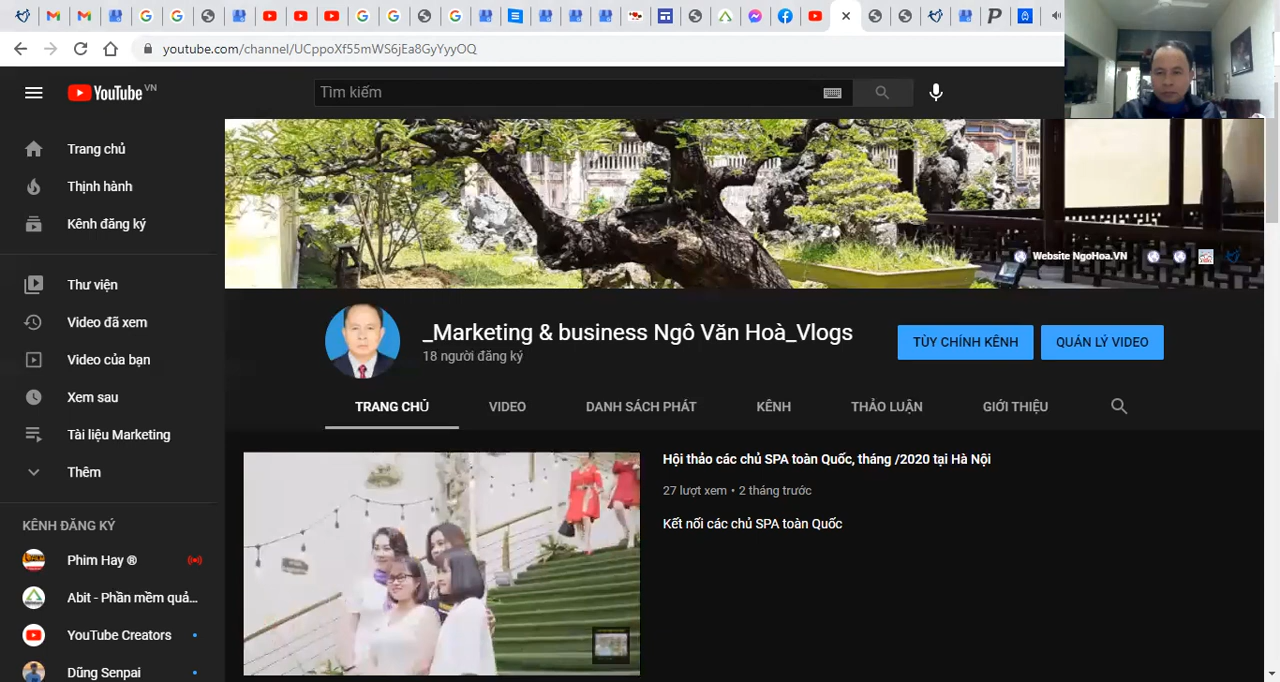 youtube.com/channel/UCppoXf55mWS6jEa8GyYyyOQ
YouTube VN
Tìm kiếm
Trang chủ
Thịnh hành
Kênh đăng ký
Thư viện
Video đã xem
Video của bạn
Xem sau
Tài liệu Marketing
Thêm
KÊNH ĐĂNG KÝ
Phim Hay ®
Abit - Phần mềm quả...
YouTube Creators
Dũng Senpai
Website NgoHoa.VN
_Marketing & business Ngô Văn Hoà_Vlogs
18 người đăng ký
TÙY CHỈNH KÊNH
QUẢN LÝ VIDEO
TRANG CHỦ
VIDEO
DANH SÁCH PHÁT
KÊNH
THẢO LUẬN
GIỚI THIỆU
Hội thảo các chủ SPA toàn Quốc, tháng /2020 tại Hà Nội
27 lượt xem • 2 tháng trước
Kết nối các chủ SPA toàn Quốc